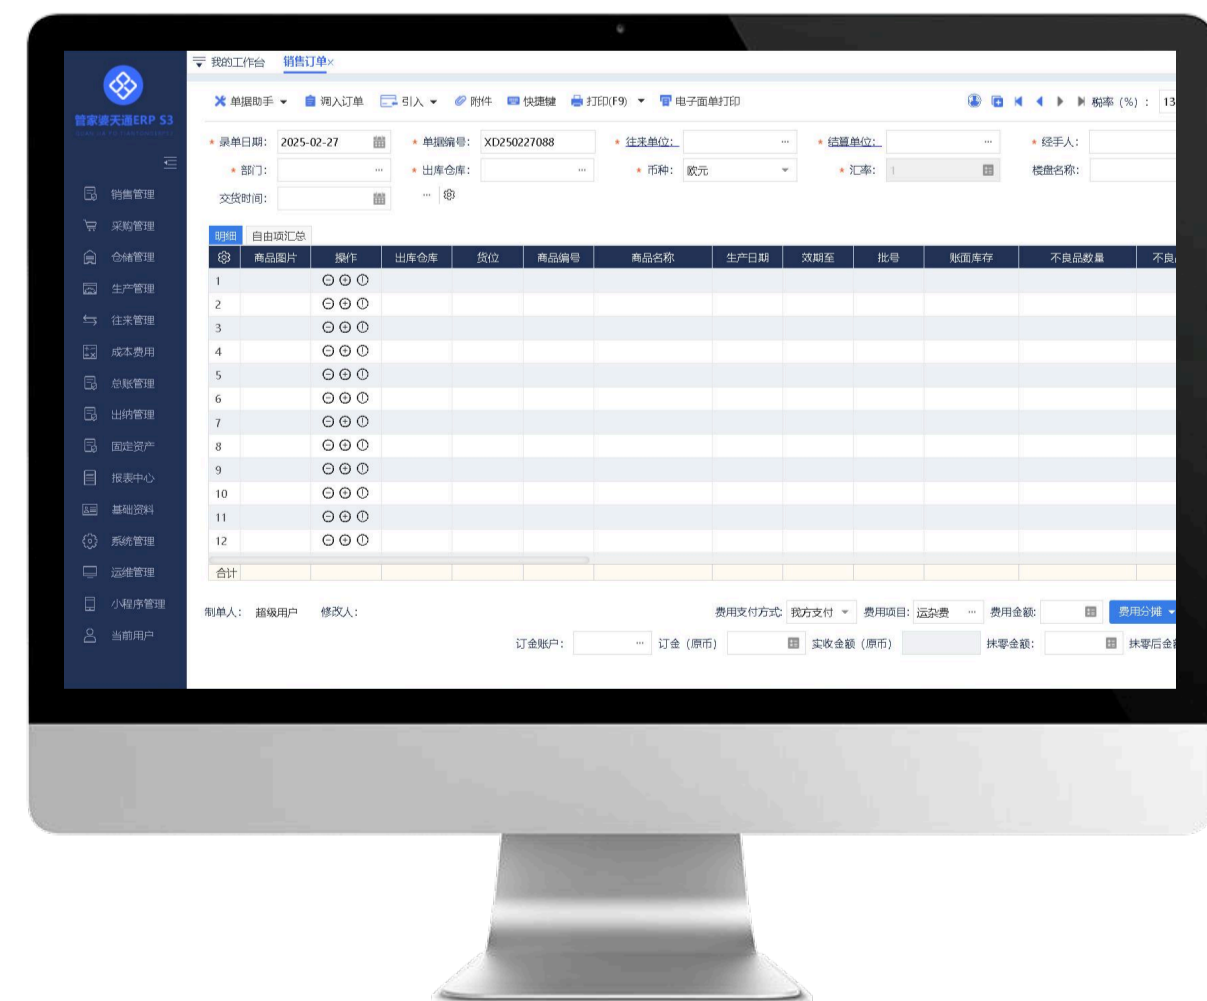 我的工作台 销售订单×
单据助手 调入订单 引入 附件 快捷键 打印(F9) 电子面单打印 税率 (%) : 13
管家婆天通ERP S3
* 录单日期: 2025-02-27 * 单据编号: XD250227088 * 往来单位: ... * 结算单位: ... * 经手人:
* 部门: ... * 出库仓库: ... * 币种: 欧元 * 汇率: 1 楼盘名称:
交货时间: ...
销售管理
采购管理
仓储管理
生产管理
往来管理
成本费用
总账管理
出纳管理
固定资产
报表中心
基础资料
系统管理
运维管理
小程序管理
当前用户
明细 自由项汇总
商品图片 操作 出库仓库 货位 商品编号 商品名称 生产日期 效期至 批号 账面库存 不良品数量 不良
1
2
3
4
5
6
7
8
9
10
11
12
合计
制单人: 超级用户 修改人: 费用支付方式: 我方支付 费用项目: 运杂费 ... 费用金额: 费用分摊
订金账户: ... 订金 (原币) 实收金额 (原币) 抹零金额: 抹零后金